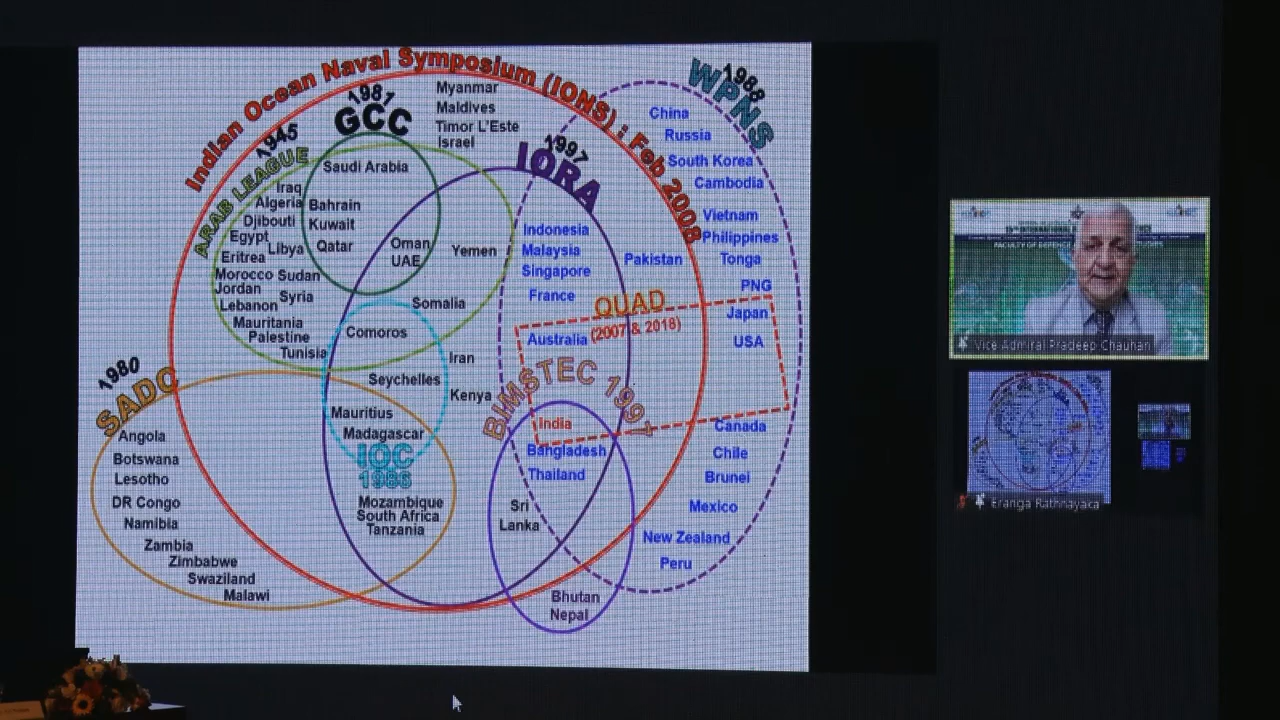 Indian Ocean Naval Symposium (IONS) : Feb 2008
1988
WPNS
1981
GCC
1945
ARAB LEAGUE
1997
IORA
Myanmar
Maldives
Timor L'Este
Israel
China
Russia
South Korea
Cambodia
Vietnam
Philippines
Tonga
PNG
Saudi Arabia
Iraq
Algeria
Bahrain
Djibouti
Kuwait
Egypt
Libya
Qatar
Eritrea
Oman
UAE
Yemen
Morocco
Sudan
Jordan
Syria
Lebanon
Mauritania
Palestine
Tunisia
Somalia
Comoros
Iran
Seychelles
Kenya
Indonesia
Malaysia
Singapore
Pakistan
France
QUAD
(2007 & 2018)
Japan
Australia
USA
BIMSTEC 1997
India
Canada
Bangladesh
Thailand
Chile
Brunei
Sri
Lanka
Mexico
New Zealand
Peru
Bhutan
Nepal
1980
SADC
Angola
Botswana
Lesotho
DR Congo
Namibia
Zambia
Zimbabwe
Swaziland
Malawi
Mauritius
Madagascar
IOC
1986
Mozambique
South Africa
Tanzania
FACULTY OF DEFENCE
Vice Admiral Pradeep Chauhan
Eranga Rathnayaca